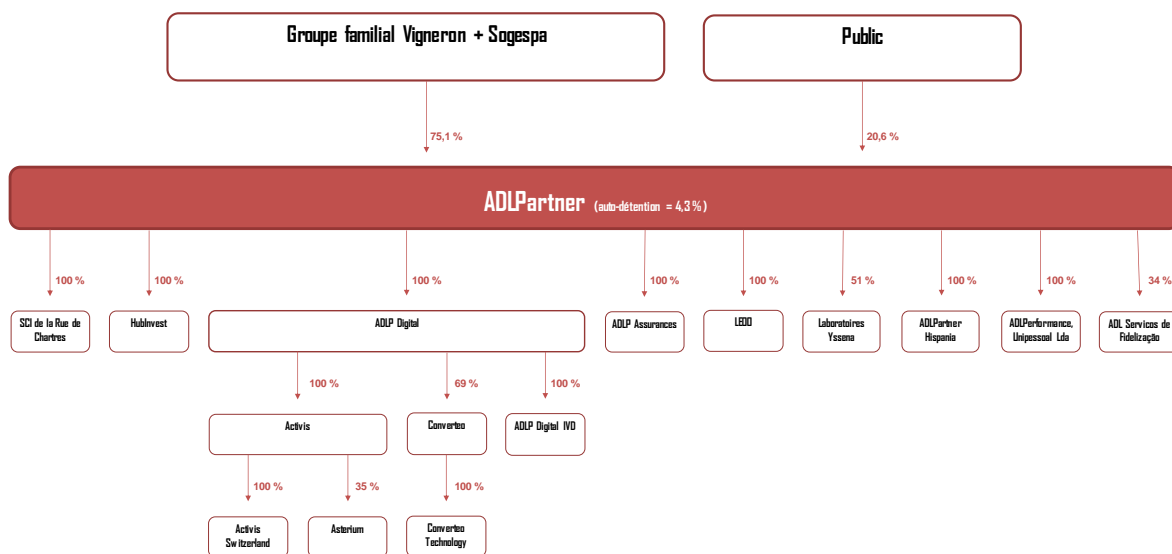 Groupe familial Vigneron + Sogespa
Public
75,1 %
20,6 %
ADLPartner (auto-détention = 4,3 %)
100 %
100 %
100 %
100 %
100 %
51 %
100 %
100 %
34 %
SCI de la Rue de
Chartres
HubInvest
ADLP Digital
ADLP Assurances
LEOO
Laboratoires
Yssena
ADLPartner
Hispania
ADLPerformance,
Unipessoal Lda
ADL Servicos de
Fidelização
100 %
69 %
100 %
Activis
Converteo
ADLP Digital IVD
100 %
35 %
100 %
Activis
Switzerland
Asterium
Converteo
Technology